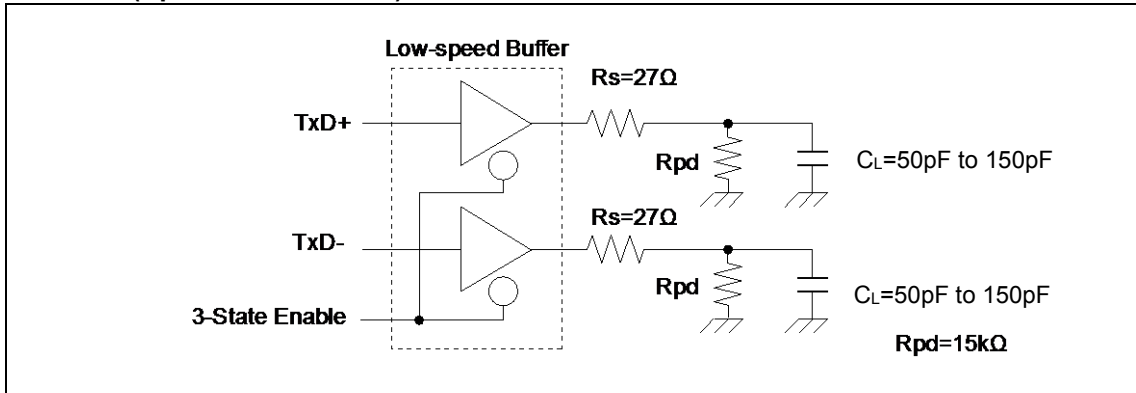 Low-speed Buffer
Rs=27Ω
TxD+
Rpd
CL=50pF to 150pF
Rs=27Ω
TxD-
Rpd
CL=50pF to 150pF
3-State Enable
Rpd=15kΩ